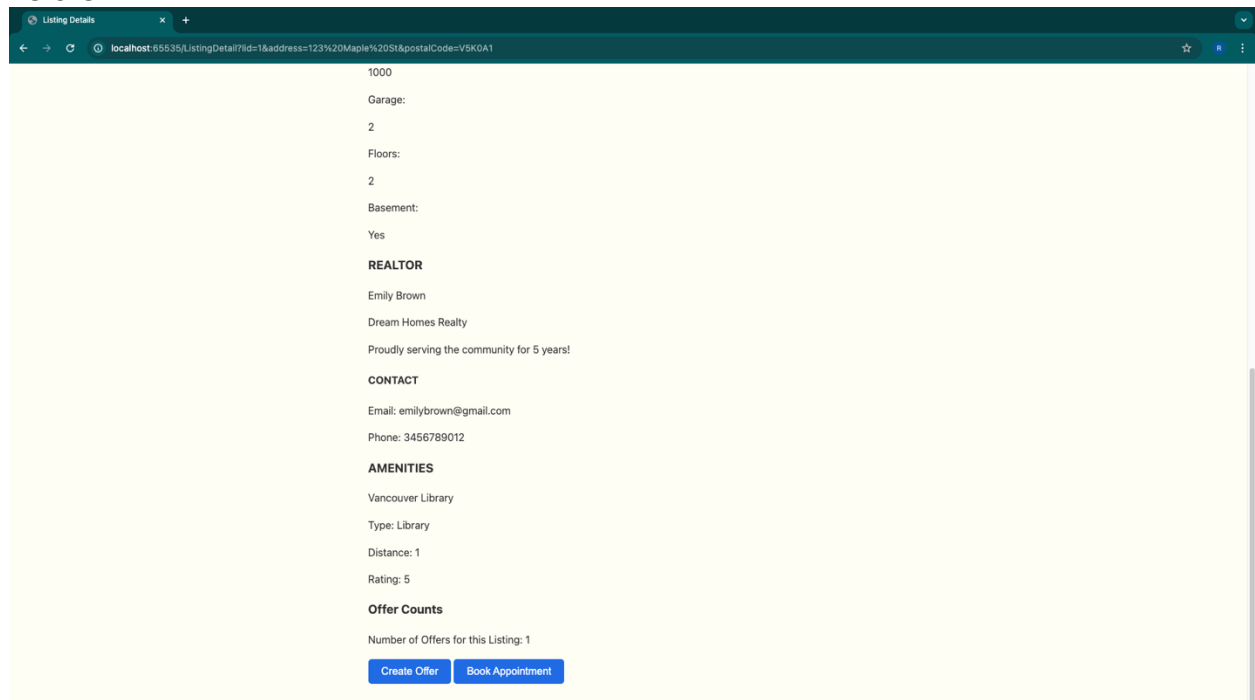 Listing Details
localhost:65535/ListingDetail?lid=1&address=123%20Maple%20St&postalCode=V5K0A1
R
1000
Garage:
2
Floors:
2
Basement:
Yes
REALTOR
Emily Brown
Dream Homes Realty
Proudly serving the community for 5 years!
CONTACT
Email: emilybrown@gmail.com
Phone: 3456789012
AMENITIES
Vancouver Library
Type: Library
Distance: 1
Rating: 5
Offer Counts
Number of Offers for this Listing: 1
Create Offer Book Appointment